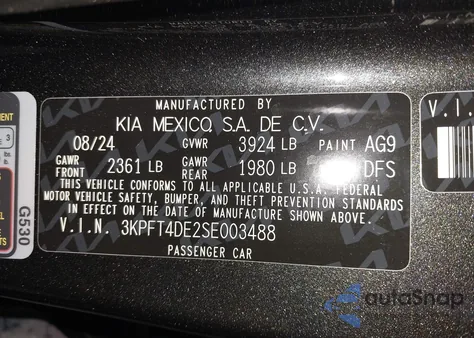 MANUFACTURED BY
KIA MEXICO, S.A. DE C.V.
08/24 GVWR 3924 LB PAINT AG9
GAWR FRONT 2361 LB GAWR REAR 1980 LB DFS
THIS VEHICLE CONFORMS TO ALL APPLICABLE U.S.A. FEDERAL
MOTOR VEHICLE SAFETY, BUMPER, AND THEFT PREVENTION STANDARDS
IN EFFECT ON THE DATE OF MANUFACTURE SHOWN ABOVE.
V.I.N. 3KPFT4DE2SE003488
PASSENGER CAR
G530
3
V.I.
autoSnap